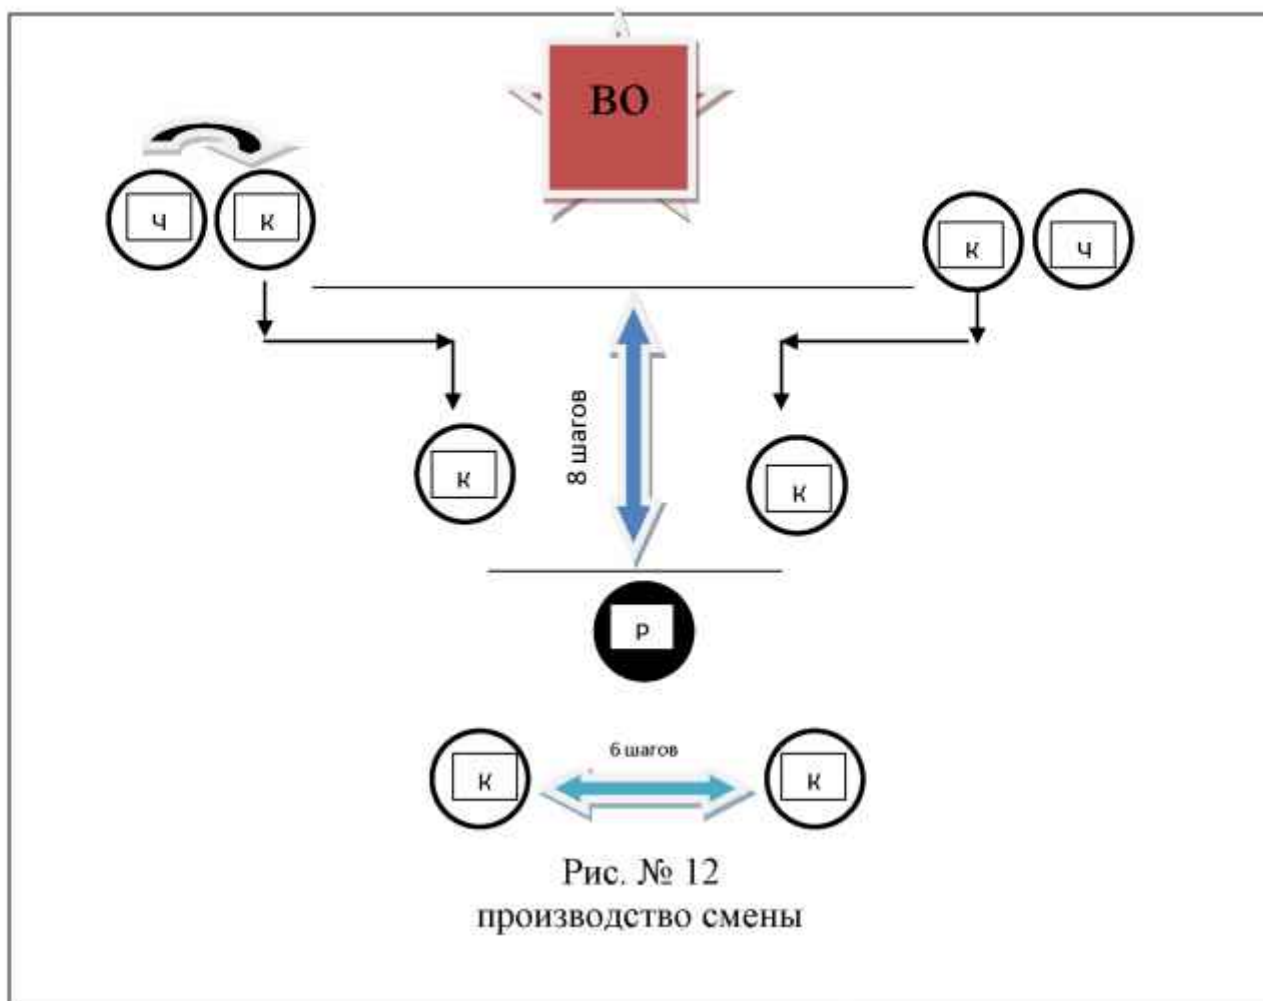 ВО
Ч К
К Ч
8 шагов
К
К
Р
6 шагов
К
К
Рис. № 12
производство смены